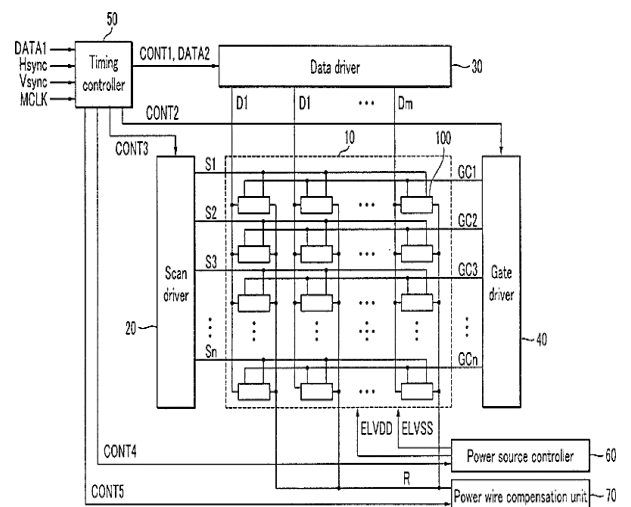 50
DATA1
Hsync
Vsync
MCLK
Timing
controller
CONT1, DATA2
Data driver
30
D1
D1
Dm
CONT2
CONT3
10
100
S1
S2
S3
Sn
GC1
GC2
GC3
GCn
Scan
driver
20
Gate
driver
40
ELVDD
ELVSS
CONT4
Power source controller
60
CONT5
R
Power wire compensation unit
70